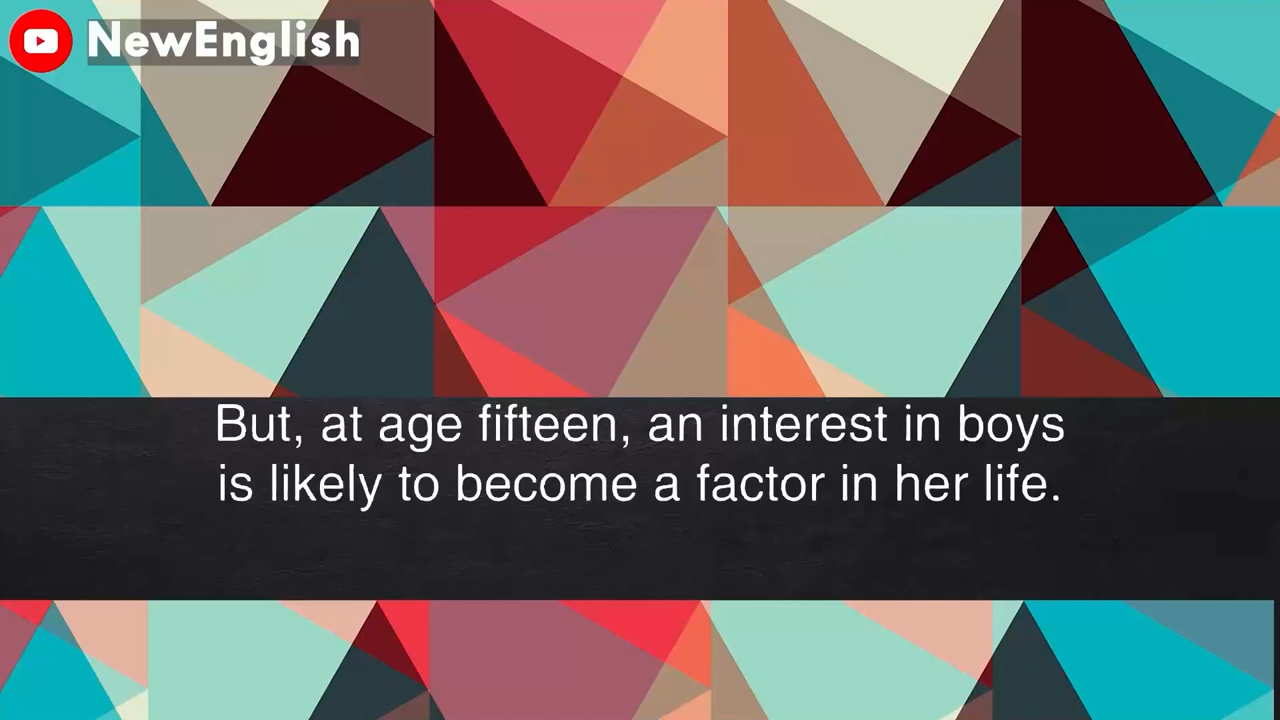 NewEnglish
But, at age fifteen, an interest in boys
is likely to become a factor in her life.